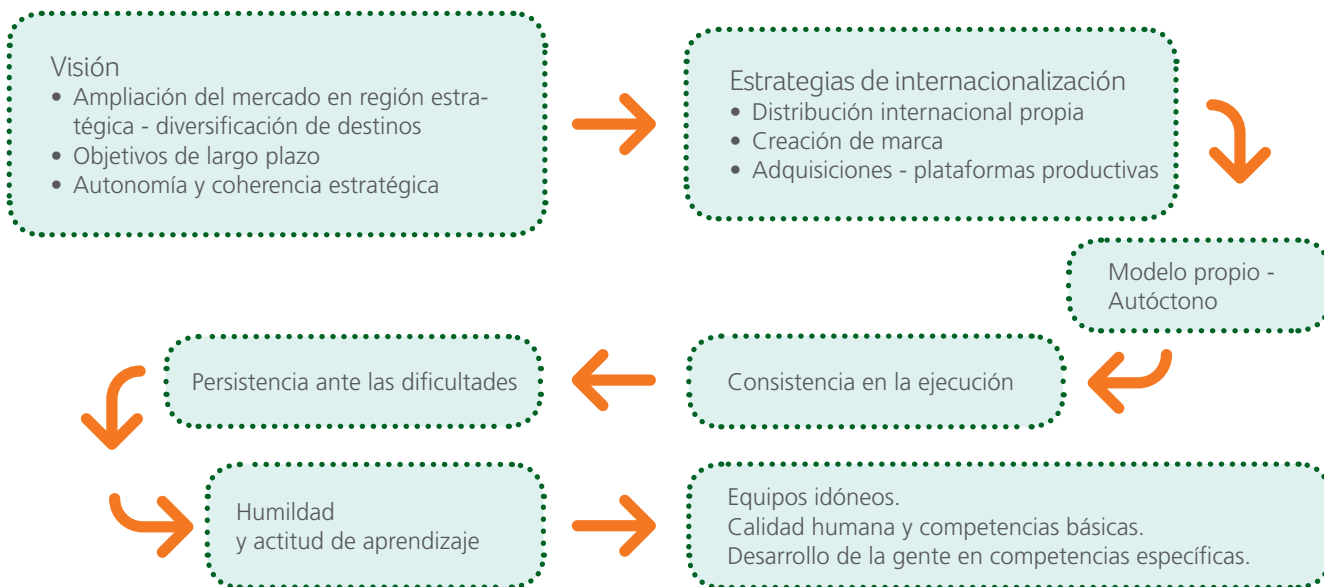 Visión
• Ampliación del mercado en región estra-
tégica - diversificación de destinos
• Objetivos de largo plazo
• Autonomía y coherencia estratégica
Estrategias de internacionalización
• Distribución internacional propia
• Creación de marca
• Adquisiciones - plataformas productivas
Modelo propio -
Autóctono
Consistencia en la ejecución
Persistencia ante las dificultades
Humildad
y actitud de aprendizaje
Equipos idóneos.
Calidad humana y competencias básicas.
Desarrollo de la gente en competencias específicas.